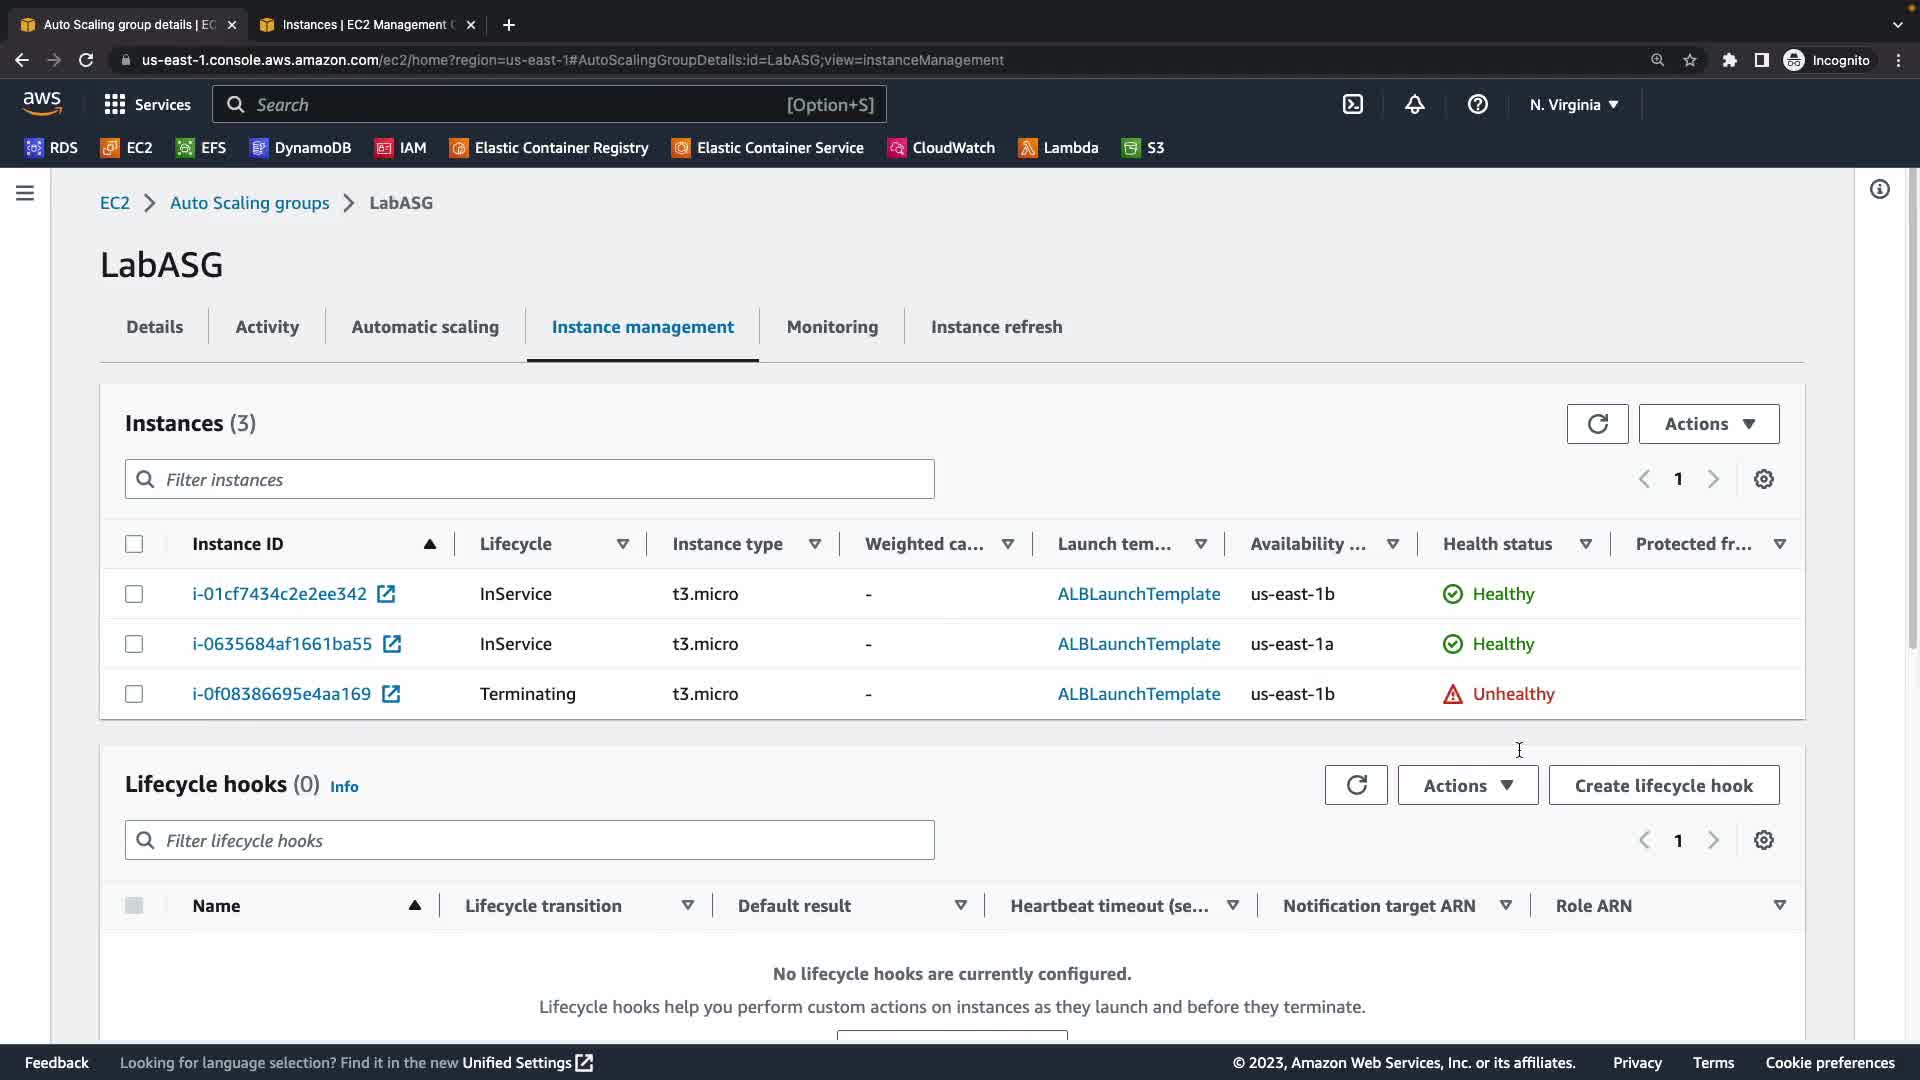 Auto Scaling group details | EC
Instances | EC2 Management C
us-east-1.console.aws.amazon.com/ec2/home?region=us-east-1#AutoScalingGroupDetails:id=LabASG;view=instanceManagement
Incognito
aws
Services
Search
[Option+S]
N. Virginia
RDS
EC2
EFS
DynamoDB
IAM
Elastic Container Registry
Elastic Container Service
CloudWatch
Lambda
S3
EC2 > Auto Scaling groups > LabASG
LabASG
Details
Activity
Automatic scaling
Instance management
Monitoring
Instance refresh
Instances (3)
Actions
Filter instances
1
Instance ID
Lifecycle
Instance type
Weighted ca...
Launch tem...
Availability ...
Health status
Protected fr...
i-01cf7434c2e2ee342 InService t3.micro - ALBLaunchTemplate us-east-1b Healthy
i-0635684af1661ba55 InService t3.micro - ALBLaunchTemplate us-east-1a Healthy
i-0f08386695e4aa169 Terminating t3.micro - ALBLaunchTemplate us-east-1b Unhealthy
Lifecycle hooks (0) Info
Actions
Create lifecycle hook
Filter lifecycle hooks
1
Name
Lifecycle transition
Default result
Heartbeat timeout (se...
Notification target ARN
Role ARN
No lifecycle hooks are currently configured.
Lifecycle hooks help you perform custom actions on instances as they launch and before they terminate.
Feedback
Looking for language selection? Find it in the new Unified Settings
© 2023, Amazon Web Services, Inc. or its affiliates.
Privacy
Terms
Cookie preferences